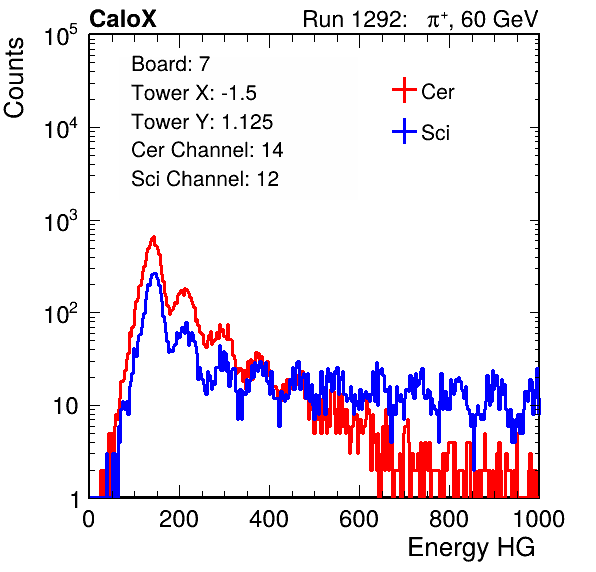 CaloX Run 1292: π⁺, 60 GeV
Counts
10⁵
10⁴
10³
10²
10
1
Board: 7
Tower X: -1.5
Tower Y: 1.125
Cer Channel: 14
Sci Channel: 12
Cer
Sci
0 200 400 600 800 1000
Energy HG